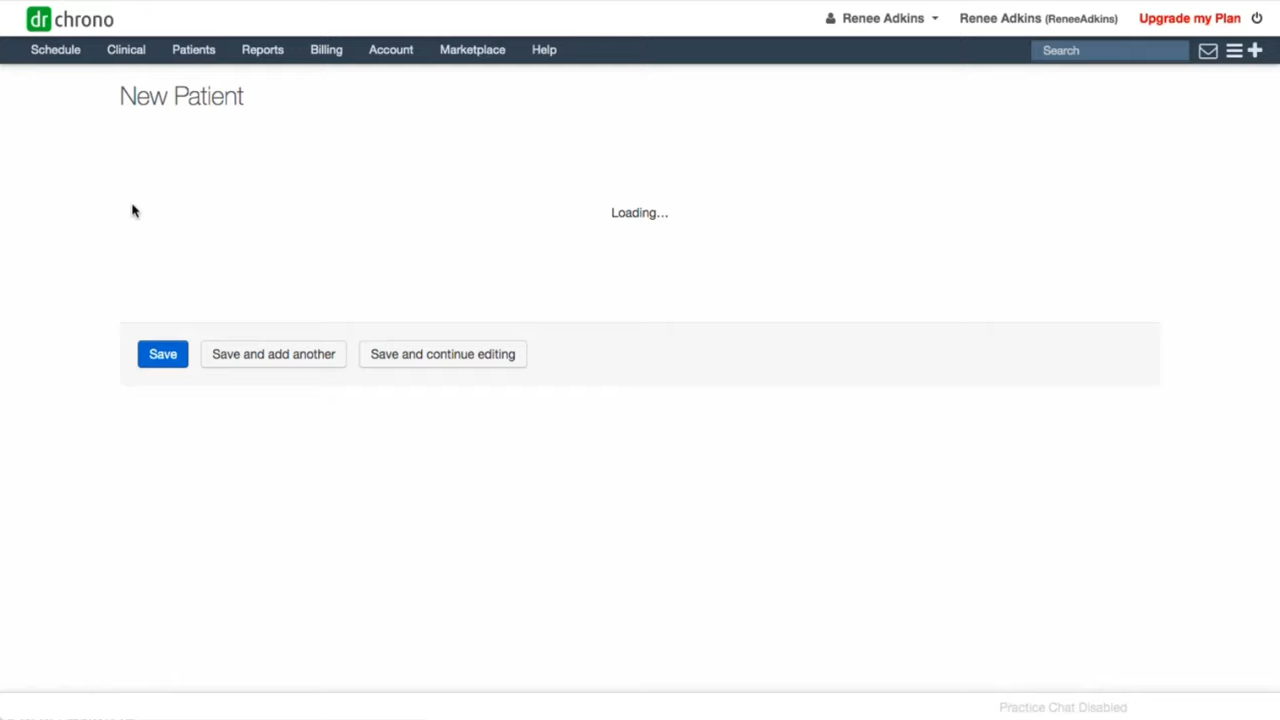 dr chrono
Renee Adkins
Renee Adkins (ReneeAdkins)
Upgrade my Plan
Schedule Clinical Patients Reports Billing Account Marketplace Help
Search
New Patient
Loading...
Save
Save and add another
Save and continue editing
Practice Chat Disabled